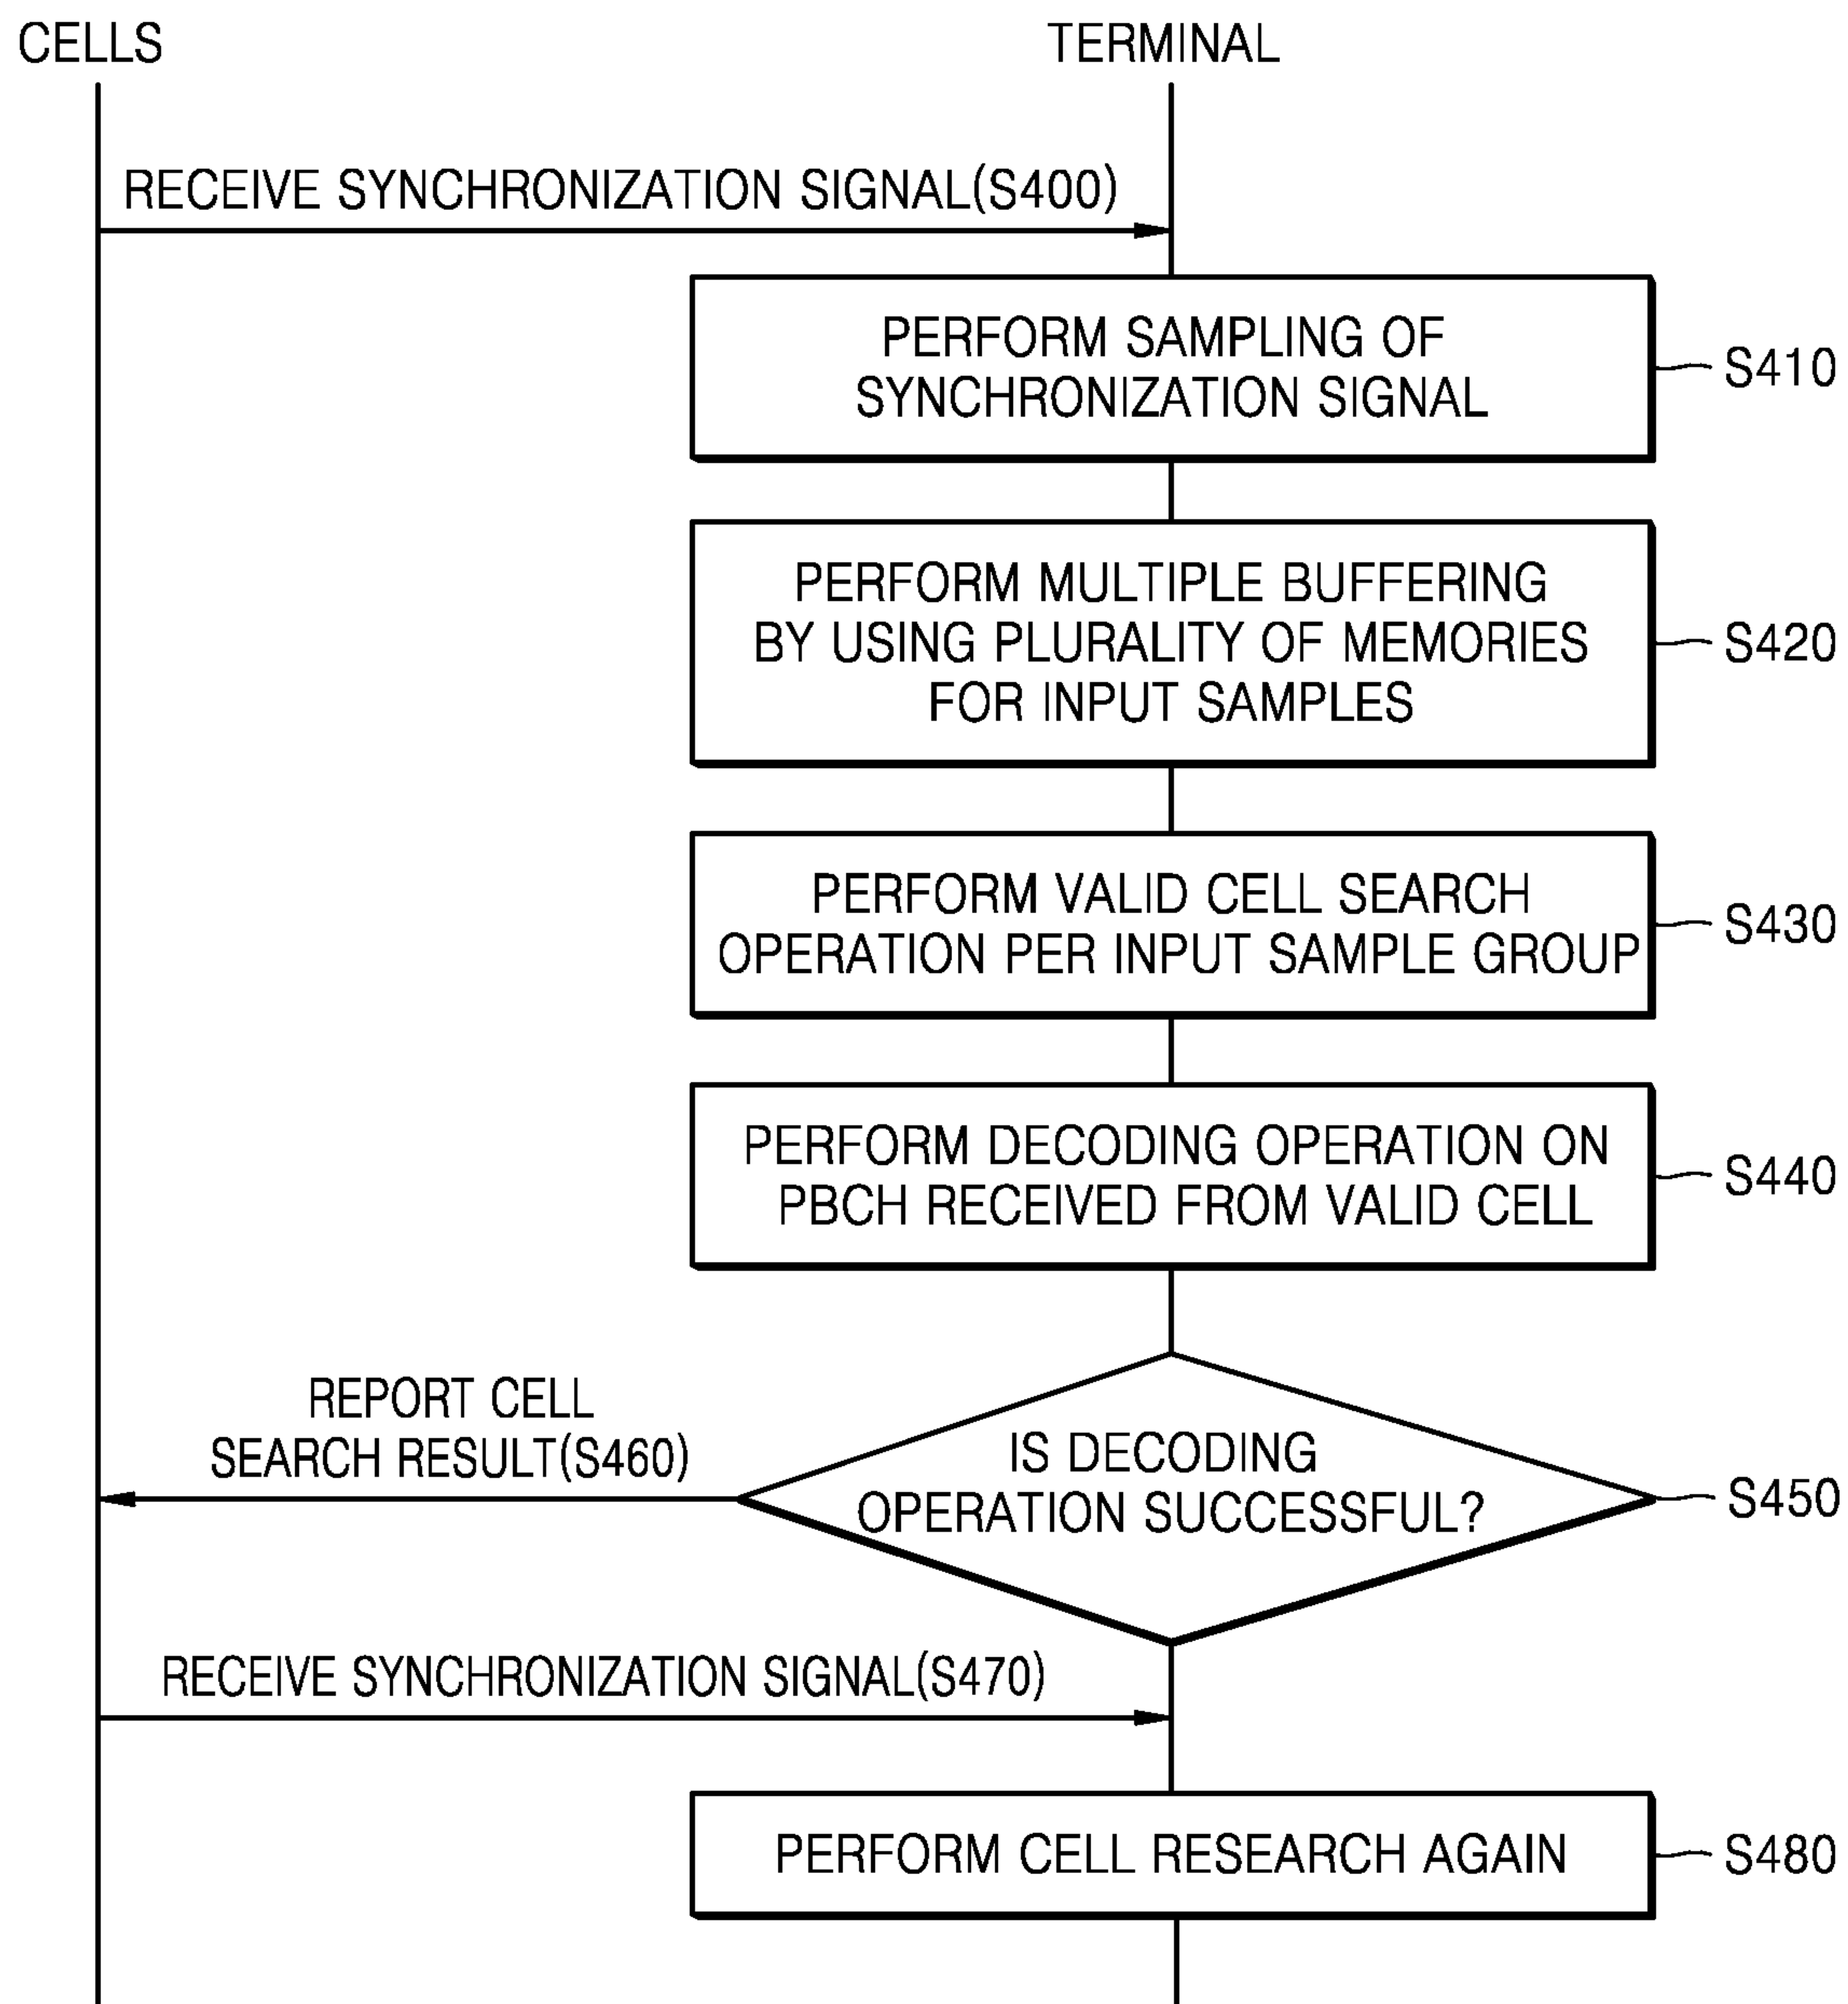 CELLS
TERMINAL
RECEIVE SYNCHRONIZATION SIGNAL(S400)
PERFORM SAMPLING OF
SYNCHRONIZATION SIGNAL
S410
PERFORM MULTIPLE BUFFERING
BY USING PLURALITY OF MEMORIES
FOR INPUT SAMPLES
S420
PERFORM VALID CELL SEARCH
OPERATION PER INPUT SAMPLE GROUP
S430
PERFORM DECODING OPERATION ON
PBCH RECEIVED FROM VALID CELL
S440
REPORT CELL
SEARCH RESULT(S460)
IS DECODING
OPERATION SUCCESSFUL?
S450
RECEIVE SYNCHRONIZATION SIGNAL(S470)
PERFORM CELL RESEARCH AGAIN
S480